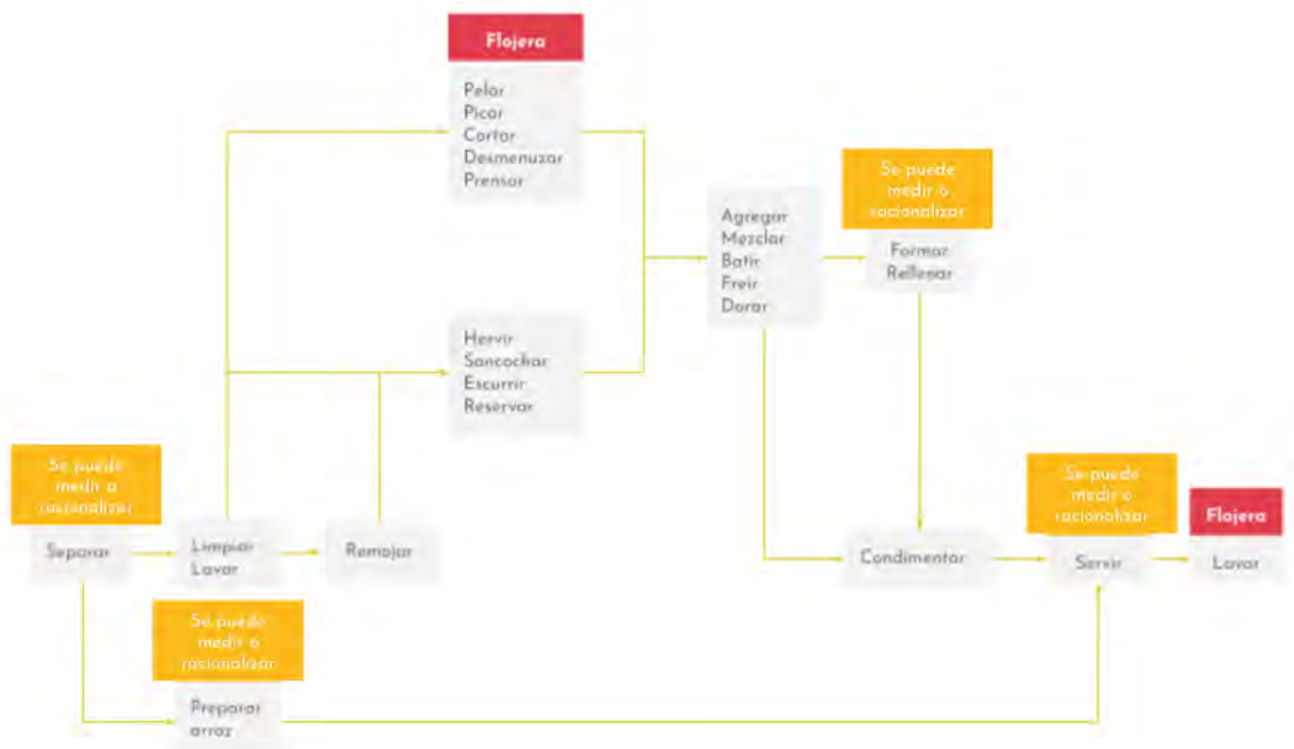 Flojera
Pelar
Picar
Cortar
Desmenuzar
Prensar
Hervir
Sancochar
Escurrir
Reservar
Agregar
Mezclar
Batir
Freir
Dorar
Se puede
medir o
racionalizar
Formar
Rellenar
Se puede
medir o
racionalizar
Separar
Limpiar
Lavar
Remojar
Se puede
medir o
racionalizar
Preparar
arroz
Condimentar
Se puede
medir o
racionalizar
Servir
Flojera
Lavar